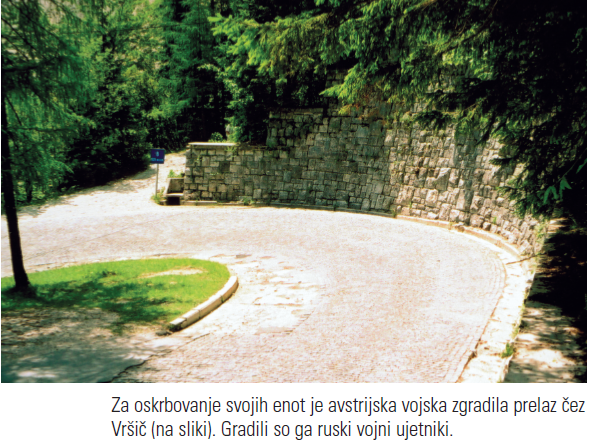 Za oskrbovanje svojih enot je avstrijska vojska zgradila prelaz čez
Vršič (na sliki). Gradili so ga ruski vojni ujetniki.